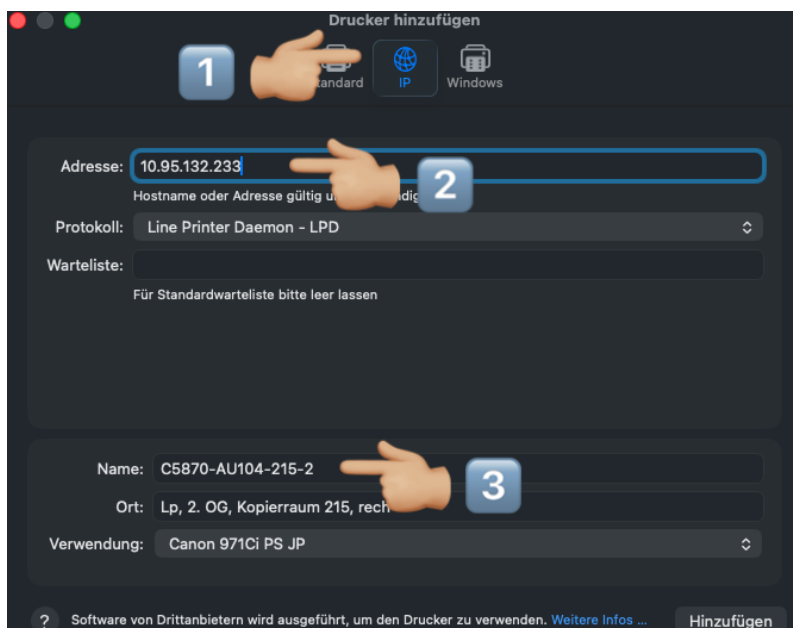 Drucker hinzufügen
1
IP
Windows
Adresse: 10.95.132.233
2
Hostname oder Adresse gültig
Protokoll: Line Printer Daemon - LPD
Warteliste:
Für Standardwarteliste bitte leer lassen
Name: C5870-AU104-215-2
3
Ort: Lp, 2. OG, Kopierraum 215,
Verwendung: Canon 971Ci PS JP
? Software von Drittanbietern wird ausgeführt, um den Drucker zu verwenden. Weitere Infos ...
Hinzufügen